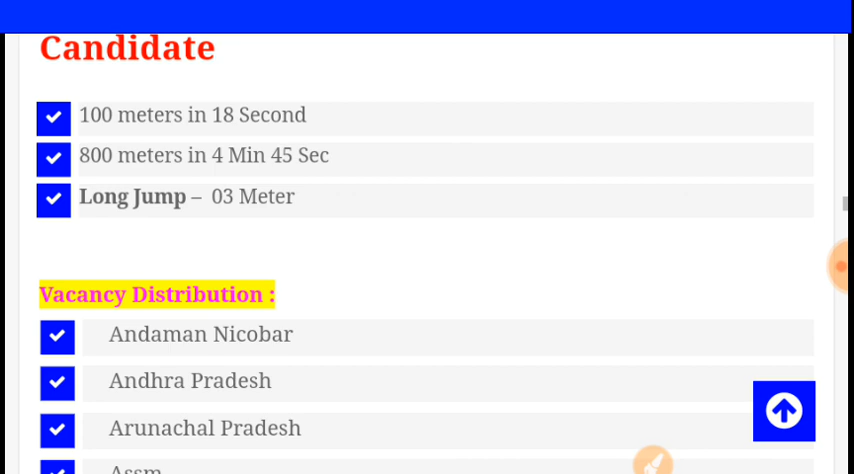 Candidate
100 meters in 18 Second
800 meters in 4 Min 45 Sec
Long Jump – 03 Meter
Vacancy Distribution :
Andaman Nicobar
Andhra Pradesh
Arunachal Pradesh
Assm